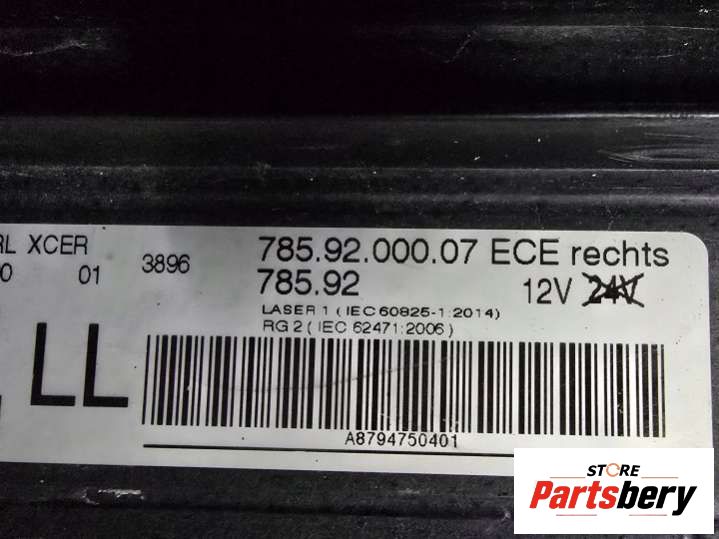 RL XCER
0 01 3896
785.92.000.07 ECE rechts
785.92 12V 24V
LASER 1 ( IEC 60825-1:2014)
RG 2 ( IEC 62471:2006 )
LL
A8794750401
STORE
Partsbery